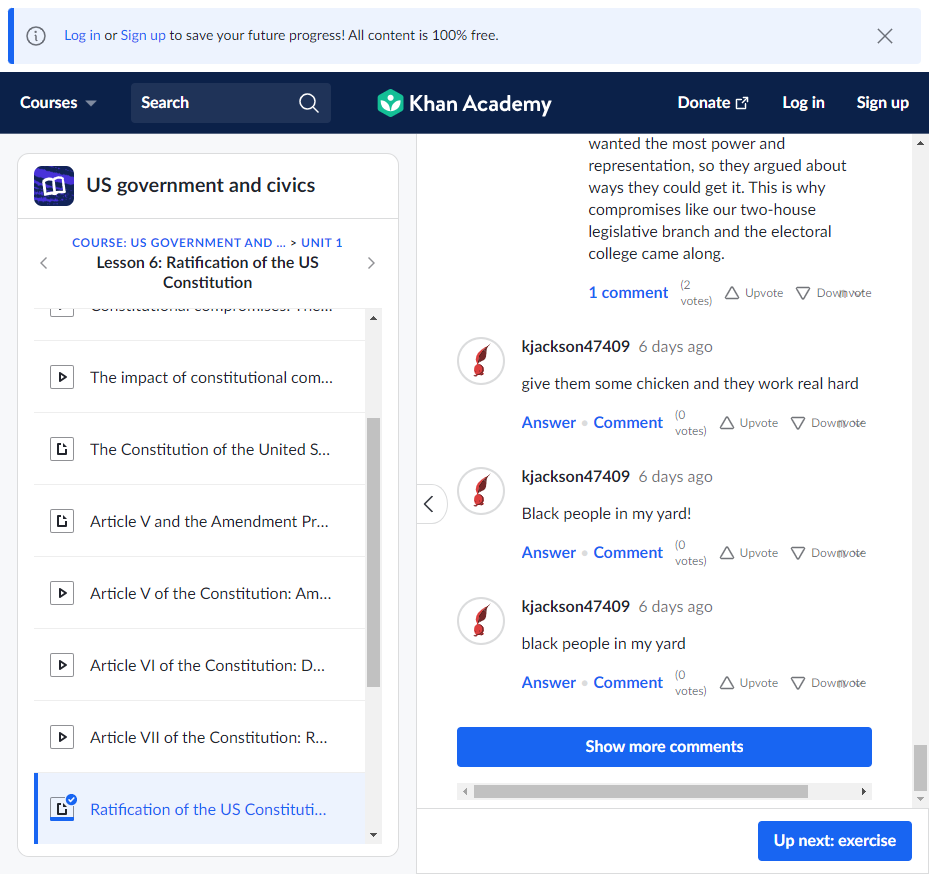 Log in or Sign up to save your future progress! All content is 100% free.
Courses
Search
Khan Academy
Donate
Log in
Sign up
US government and civics
COURSE: US GOVERNMENT AND ... > UNIT 1
Lesson 6: Ratification of the US
Constitution
Constitutional compromises: The...
The impact of constitutional com...
The Constitution of the United S...
Article V and the Amendment Pr...
Article V of the Constitution: Am...
Article VI of the Constitution: D...
Article VII of the Constitution: R...
Ratification of the US Constituti...
wanted the most power and
representation, so they argued about
ways they could get it. This is why
compromises like our two-house
legislative branch and the electoral
college came along.
1 comment (2 votes) Upvote Downvote
kjackson47409 6 days ago
give them some chicken and they work real hard
Answer • Comment (0 votes) Upvote Downvote
kjackson47409 6 days ago
Black people in my yard!
Answer • Comment (0 votes) Upvote Downvote
kjackson47409 6 days ago
black people in my yard
Answer • Comment (0 votes) Upvote Downvote
Show more comments
Up next: exercise